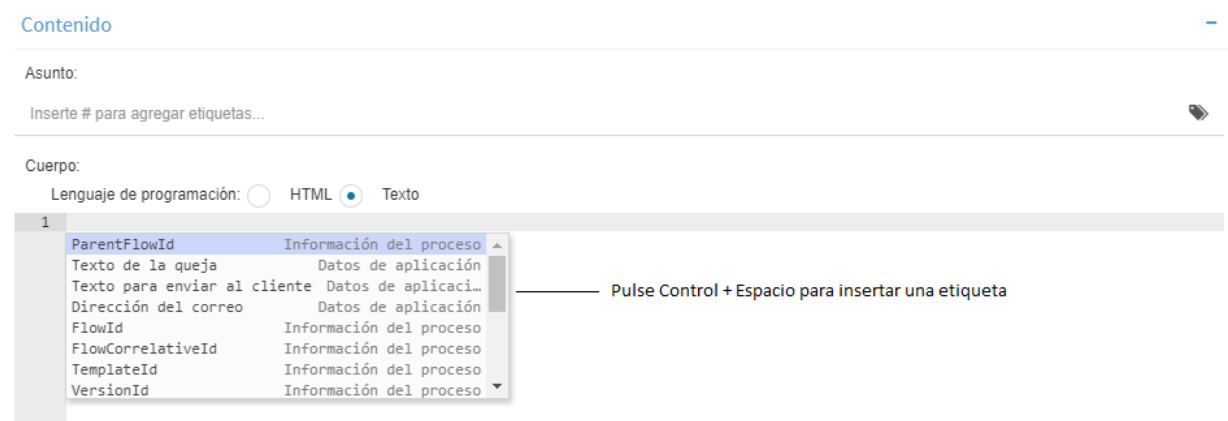 Contenido
Asunto:
Inserte # para agregar etiquetas...
Cuerpo:
Lenguaje de programación: HTML Texto
1
ParentFlowId Información del proceso
Texto de la queja Datos de aplicación
Texto para enviar al cliente Datos de aplicaci…
Dirección del correo Datos de aplicación
FlowId Información del proceso
FlowCorrelativeId Información del proceso
TemplateId Información del proceso
VersionId Información del proceso
Pulse Control + Espacio para insertar una etiqueta